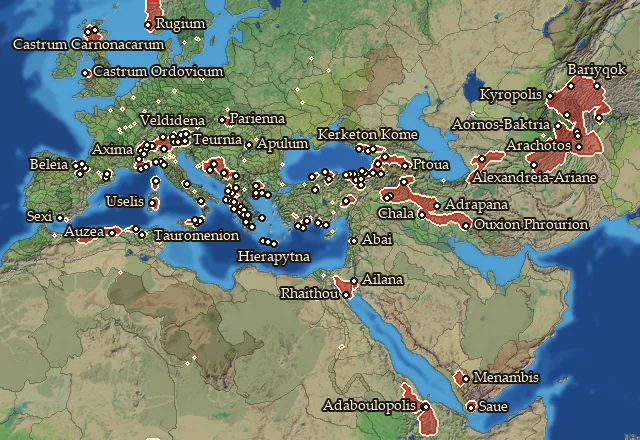 Rugium
Castrum Carnonacarum
Castrum Ordovicum
Bariyqok
Kyropolis
Veldidena
Parienna
Aornos-Baktria
Kerketon Kome
Teurnia
Apulum
Arachotos
Axima
Beleia
Ptoua
Alexandreia-Ariane
Uselis
Adrapana
Sexi
Chala
Ouxion Phrourion
Auzea
Tauromenion
Abai
Hierapytna
Ailana
Rhaithou
Menambis
Adaboulopolis
Saue